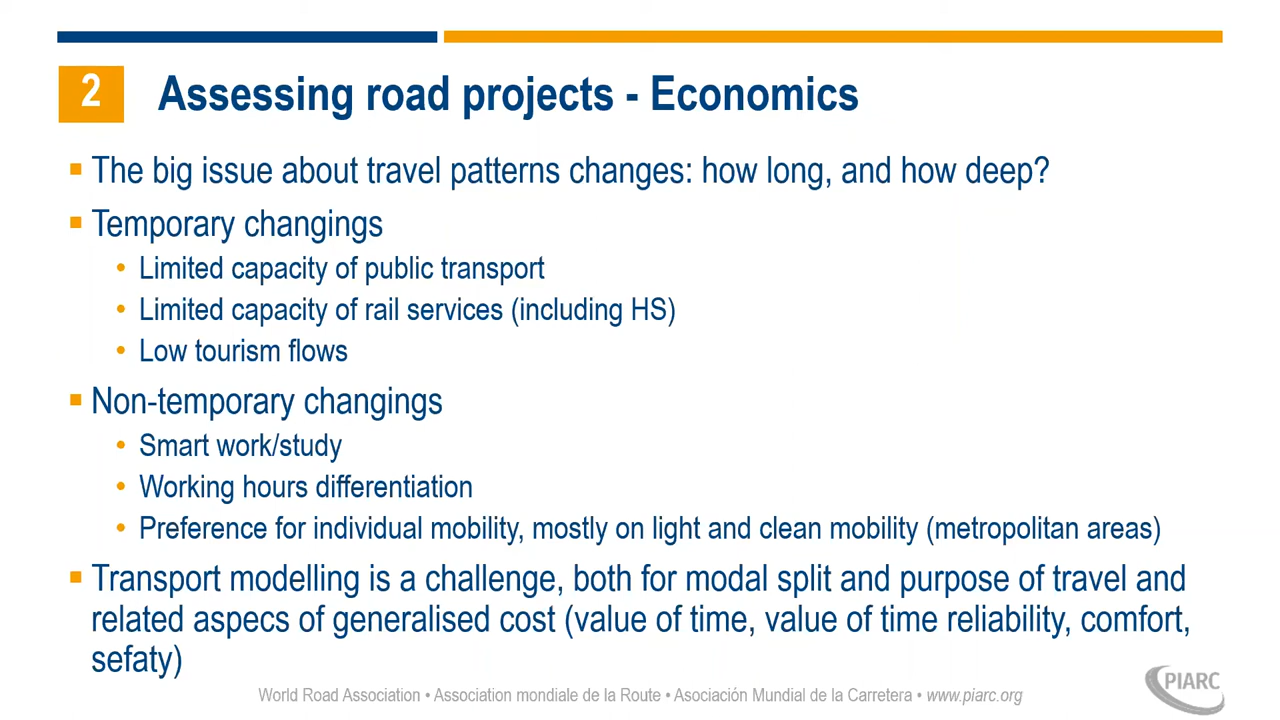 2
Assessing road projects - Economics
▪ The big issue about travel patterns changes: how long, and how deep?
▪ Temporary changings
• Limited capacity of public transport
• Limited capacity of rail services (including HS)
• Low tourism flows
▪ Non-temporary changings
• Smart work/study
• Working hours differentiation
• Preference for individual mobility, mostly on light and clean mobility (metropolitan areas)
▪ Transport modelling is a challenge, both for modal split and purpose of travel and
related aspecs of generalised cost (value of time, value of time reliability, comfort,
sefaty)
World Road Association • Association mondiale de la Route • Asociación Mundial de la Carretera • www.piarc.org
PIARC